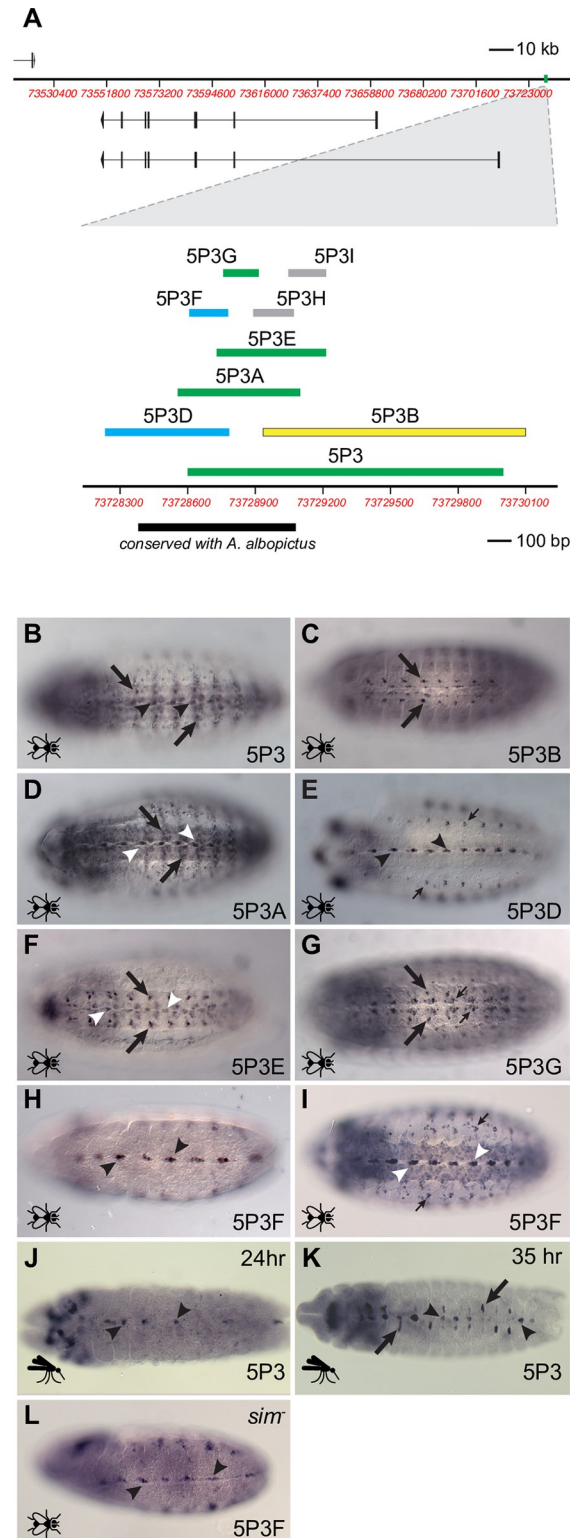 A
10 kb
73530400 73551800 73573200 73594600 73616000 73637400 73658800 73680200 73701600 73723000
5P3G 5P3I
5P3F 5P3H
5P3E
5P3A
5P3D 5P3B
5P3
73728300 73728600 73728900 73729200 73729500 73729800 73730100
conserved with A. albopictus
100 bp
B
5P3
C
5P3B
D
5P3A
E
5P3D
F
5P3E
G
5P3G
H
5P3F
I
5P3F
J 24hr
5P3
K 35 hr
5P3
L sim-
5P3F